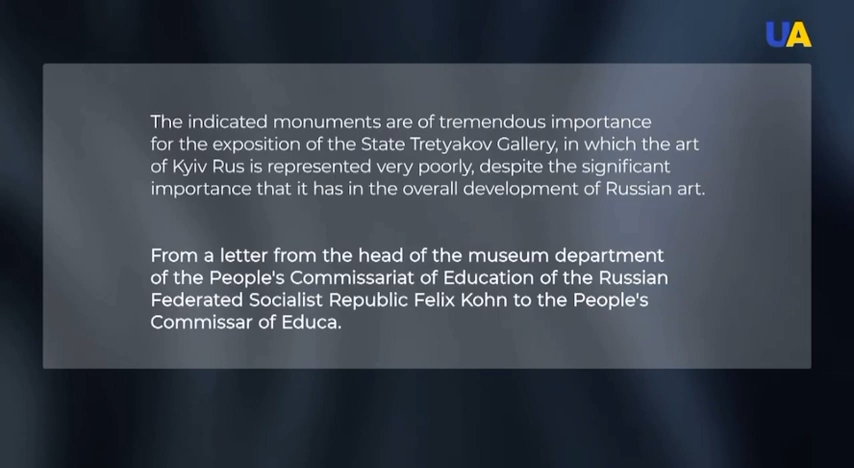 UA
The indicated monuments are of tremendous importance
for the exposition of the State Tretyakov Gallery, in which the art
of Kyiv Rus is represented very poorly, despite the significant
importance that it has in the overall development of Russian art.
From a letter from the head of the museum department
of the People's Commissariat of Education of the Russian
Federated Socialist Republic Felix Kohn to the People's
Commissar of Educa.